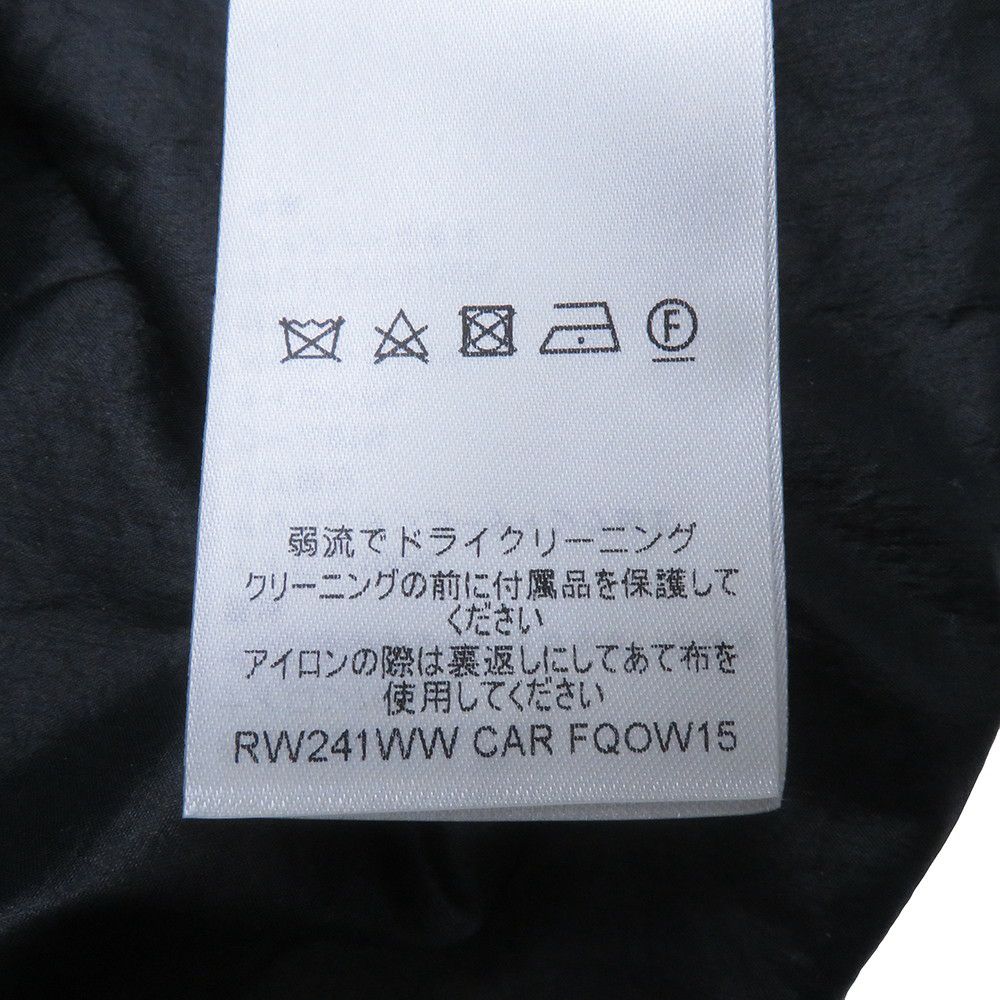 F
弱流でドライクリーニング
クリーニングの前に付属品を保護して
ください
アイロンの際は裏返しにしてあて布を
使用してください
RW241WW CAR FQOW15